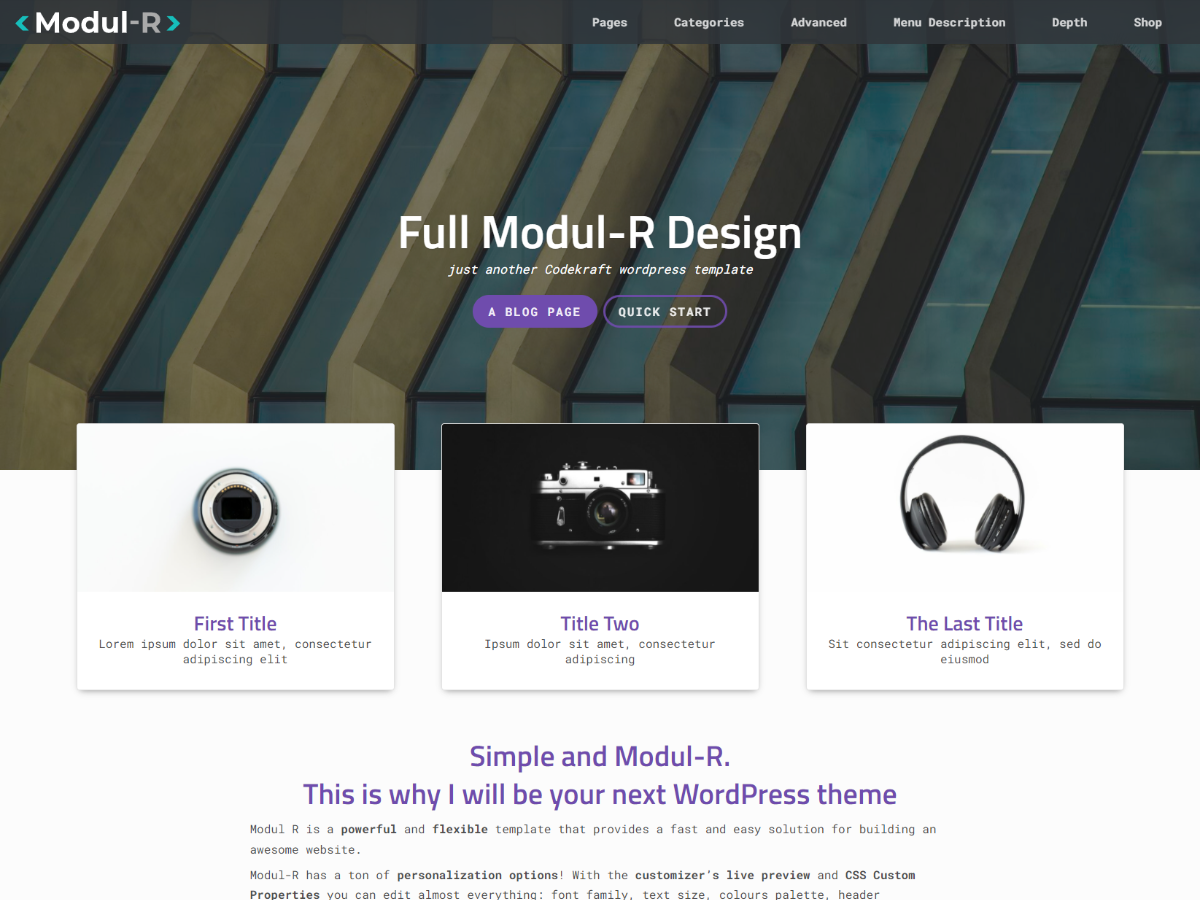 Modul-R
Pages Categories Advanced Menu Description Depth Shop
Full Modul-R Design
just another Codekraft wordpress template
A BLOG PAGE QUICK START
First Title
Lorem ipsum dolor sit amet, consectetur
adipiscing elit
Title Two
Ipsum dolor sit amet, consectetur
adipiscing
The Last Title
Sit consectetur adipiscing elit, sed do
eiusmod
Simple and Modul-R.
This is why I will be your next WordPress theme
Modul R is a powerful and flexible template that provides a fast and easy solution for building an
awesome website.
Modul-R has a ton of personalization options! With the customizer's live preview and CSS Custom
Properties you can edit almost everything: font family, text size, colours palette, header